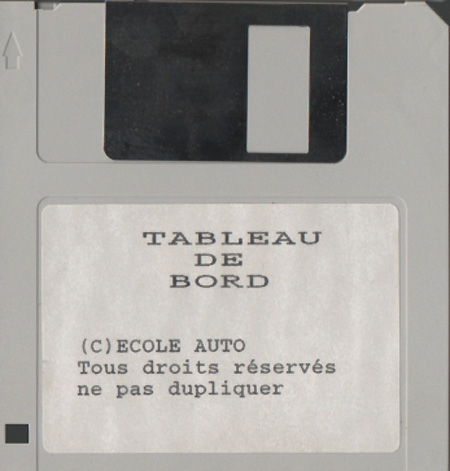 TABLEAU
DE
BORD
(C)ECOLE AUTO
Tous droits réservés
ne pas dupliquer